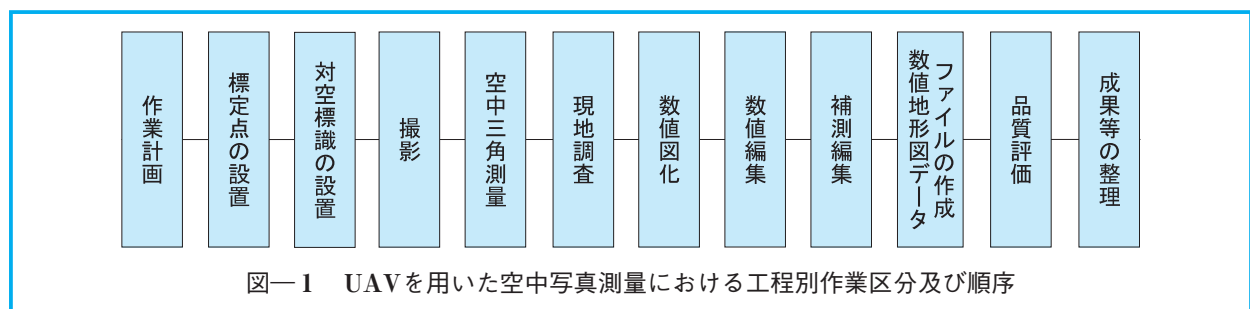 作業計画
標定点の設置
対空標識の設置
撮影
空中三角測量
現地調査
数値図化
数値編集
補測編集
数値地形図データ
ファイルの作成
品質評価
成果等の整理
図―1 UAVを用いた空中写真測量における工程別作業区分及び順序